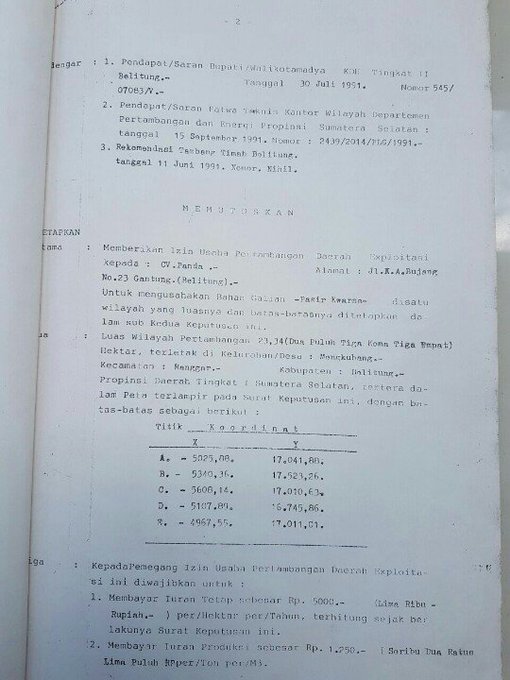 - 2 -
dengar : 1. Pendapat/Saran Bupati/Walikotamadya KDH Tingkat II
Belitung.- Tanggal 30 Juli 1991. Nomor 545/
07083/V.-
2. Pendapat/Saran Fatwa Teknis Kantor Wilayah Departemen
Pertambangan dan Energi Propinsi Sumatera Selatan :
tanggal 15 September 1991. Nomor : 2439/2014/PLG/1991.-
3. Rekomendasi Tambang Timah Belitung.
tanggal 11 Juni 1991. Nomor, Nihil.
M E M U T U S K A N
ETAPKAN
tama : Memberikan Izin Usaha Pertambangan Daerah Exploitasi
kepada : CV.Panda .- Alamat : Jl.K.A.Bujang
No.23 Gantung.(Belitung).-
Untuk mengusahakan Bahan Galian -Pasir Kwarsa- disatu
wilayah yang luasnya dan batas-batasnya ditetapkan da-
lam sub Kedua Keputusan ini.
ua : Luas Wilayah Pertambangan 23,34(Dua Puluh Tiga Koma Tiga Empat)
Hektar, terletak di Kelurahan/Desa : Mengkubang.-
Kecamatan : Manggar.- Kabupaten : Belitung.-
Propinsi Daerah Tingkat I Sumatera Selatan, tertera da-
lam Peta terlampir pada Surat Keputusan ini, dengan ba-
tas-batas sebagai berikut :
Titik K o o r d i n a t
X Y
A. - 5025,88. 17.041,88.
B. - 5340,36. 17.523,26.
C. - 5608,14. 17.010,63.
D. - 5107,89. 16.745,86.
E. - 4967,55. 17.011,01.
iga : KepadaPemegang Izin Usaha Pertambangan Daerah Exploita-
si ini diwajibkan untuk :
1. Membayar Iuran Tetap sebesar Rp. 5000.- (Lima Ribu -
Rupiah.- ) per/Hektar per/Tahun, terhitung sejak ber
lakunya Surat Keputusan ini.
2. Membayar Iuran Produksi sebesar Rp. 1.250.- ( Seribu Dua Ratus
Lima Puluh RPper/Ton per/M3.